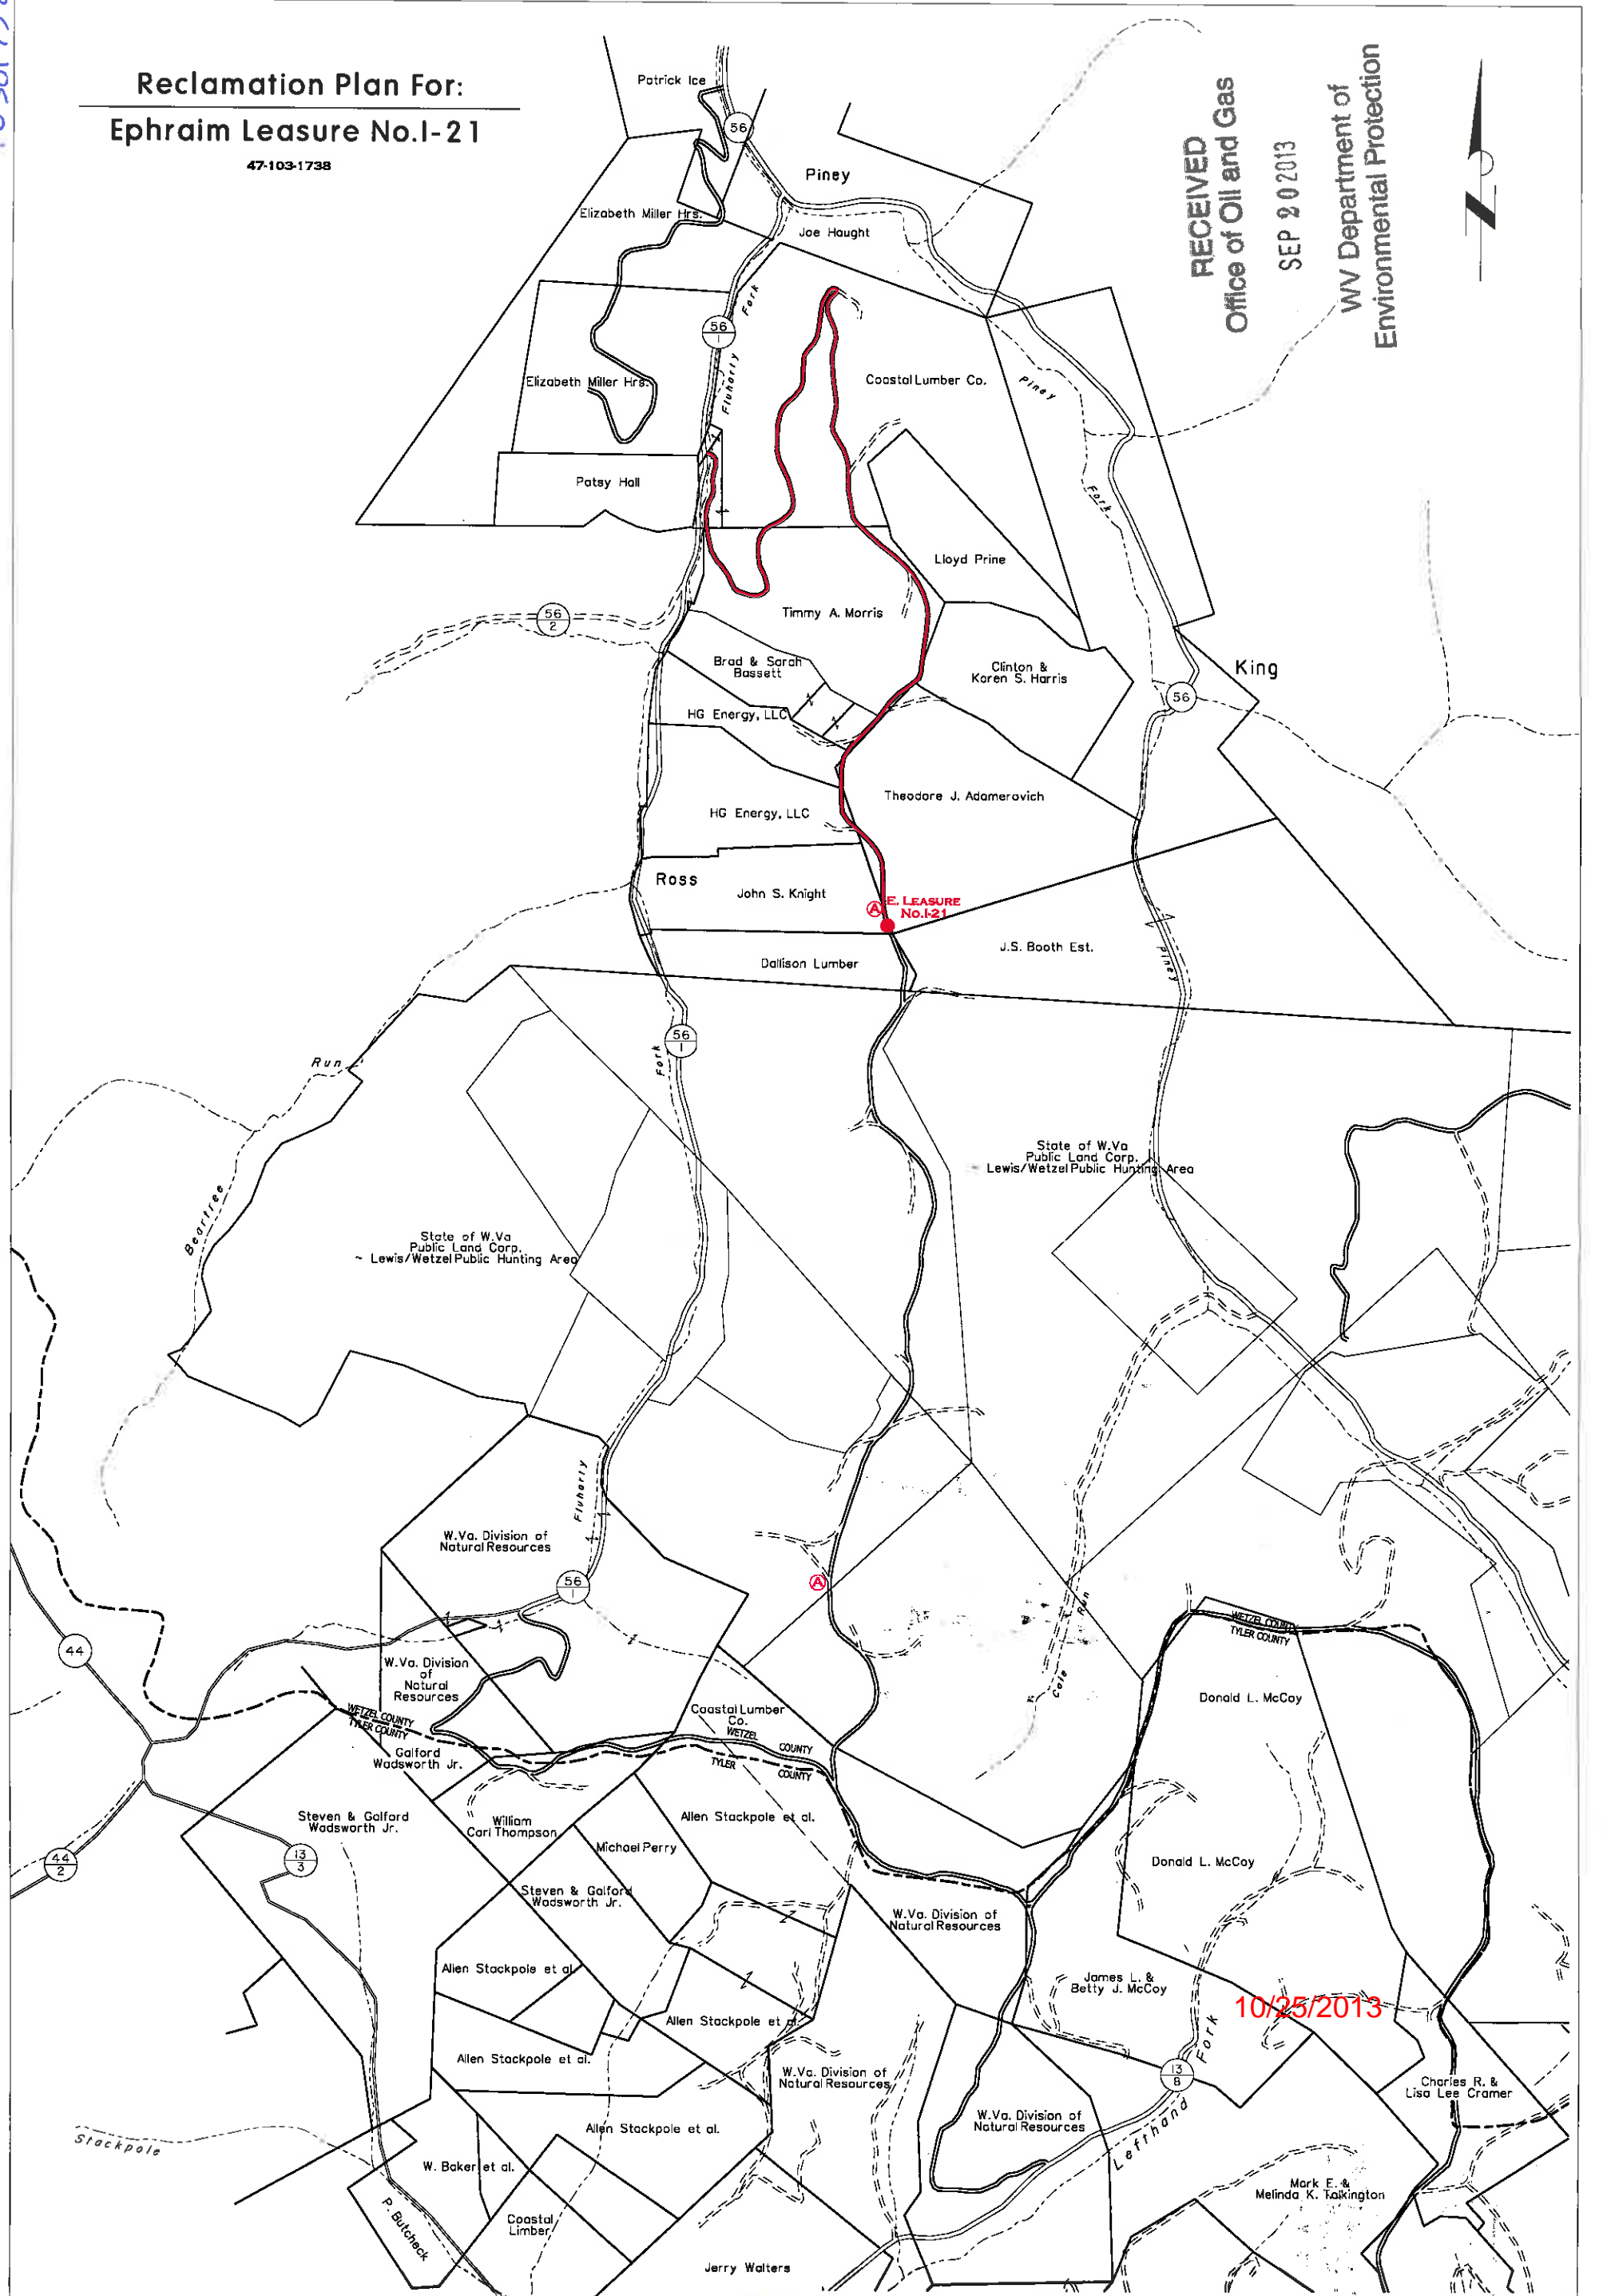 Reclamation Plan For:
Ephraim Leasure No.I-21
47-103-1738
RECEIVED
Office of Oil and Gas
SEP 20 2013
WV Department of
Environmental Protection
N
Patrick Ice
56
Piney
Elizabeth Miller Hrs.
Joe Haught
Fork
56
1
Fluharty
Elizabeth Miller Hrs.
Coastal Lumber Co.
Piney
Patsy Hall
Fork
Lloyd Prine
56
2
Timmy A. Morris
Brad & Sarah
Bassett
Clinton &
Karen S. Harris
King
56
HG Energy, LLC
Theodore J. Adamerovich
HG Energy, LLC
Ross
John S. Knight
A
E. LEASURE
No.I-21
J.S. Booth Est.
Piney
Dallison Lumber
56
1
Fork
Run
State of W.Va
Public Land Corp.
Lewis/Wetzel Public Hunting Area
Beartree
State of W.Va
Public Land Corp.
~ Lewis/Wetzel Public Hunting Area
Fluharty
W.Va. Division of
Natural Resources
56
1
A
Run
WETZEL COUNTY
TYLER COUNTY
44
W.Va. Division
of
Natural
Resources
Cole
Donald L. McCoy
WETZEL COUNTY
TYLER COUNTY
Coastal Lumber
Co.
WETZEL
COUNTY
TYLER
COUNTY
Galford
Wadsworth Jr.
Steven & Galford
Wadsworth Jr.
William
Carl Thompson
Allen Stackpole et al.
Michael Perry
44
2
13
3
Donald L. McCoy
Steven & Galford
Wadsworth Jr.
W.Va. Division of
Natural Resources
Allen Stackpole et al
James L. &
Betty J. McCoy
10/25/2013
Allen Stackpole et al
Fork
Allen Stackpole et al.
W.Va. Division of
Natural Resources
13
8
Charles R. &
Lisa Lee Cramer
W.Va. Division of
Natural Resources
Allen Stackpole et al.
Lefthand
Stackpole
W. Baker et al.
Mark E. &
Melinda K. Talkington
P. Butcheck
Coastal
Limber
Jerry Walters